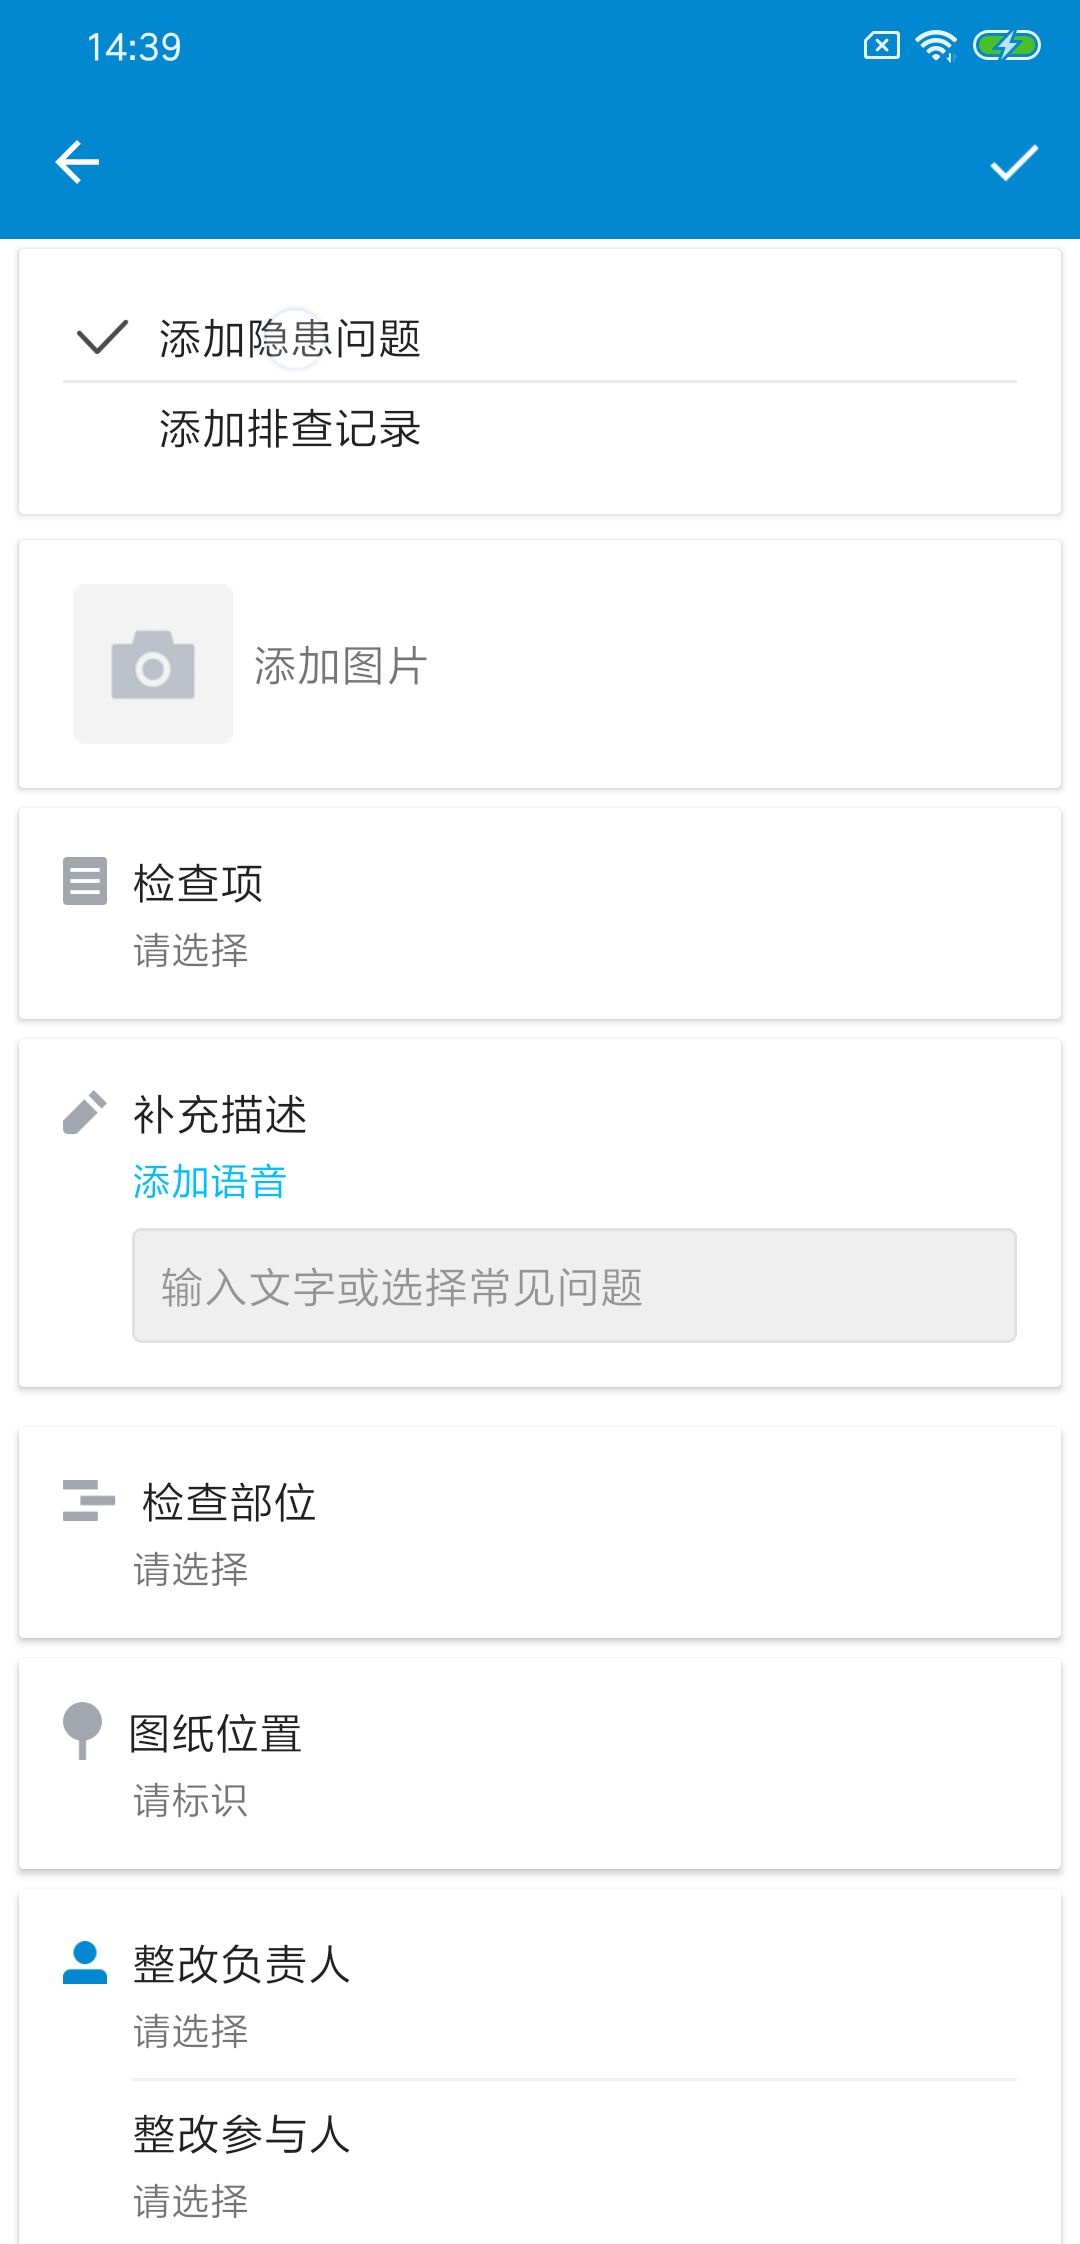 14:39
添加隐患问题
添加排查记录
添加图片
检查项
请选择
补充描述
添加语音
输入文字或选择常见问题
检查部位
请选择
图纸位置
请标识
整改负责人
请选择
整改参与人
请选择